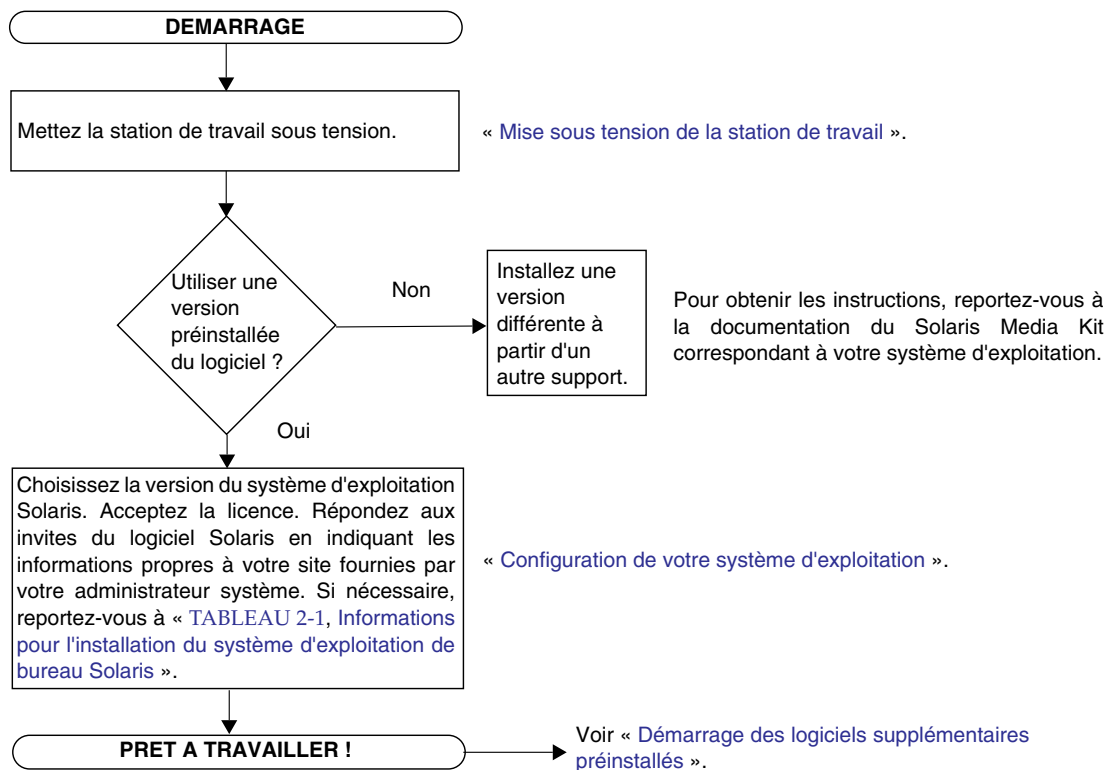 DEMARRAGE
Mettez la station de travail sous tension.
« Mise sous tension de la station de travail ».
Utiliser une
version
préinstallée
du logiciel ?
Non
Installez une
version
différente à
partir d'un
autre support.
Pour obtenir les instructions, reportez-vous à
la documentation du Solaris Media Kit
correspondant à votre système d'exploitation.
Oui
Choisissez la version du système d'exploitation
Solaris. Acceptez la licence. Répondez aux
invites du logiciel Solaris en indiquant les
informations propres à votre site fournies par
votre administrateur système. Si nécessaire,
reportez-vous à « TABLEAU 2-1, Informations
pour l'installation du système d'exploitation de
bureau Solaris ».
« Configuration de votre système d'exploitation ».
PRET A TRAVAILLER !
Voir « Démarrage des logiciels supplémentaires
préinstallés ».